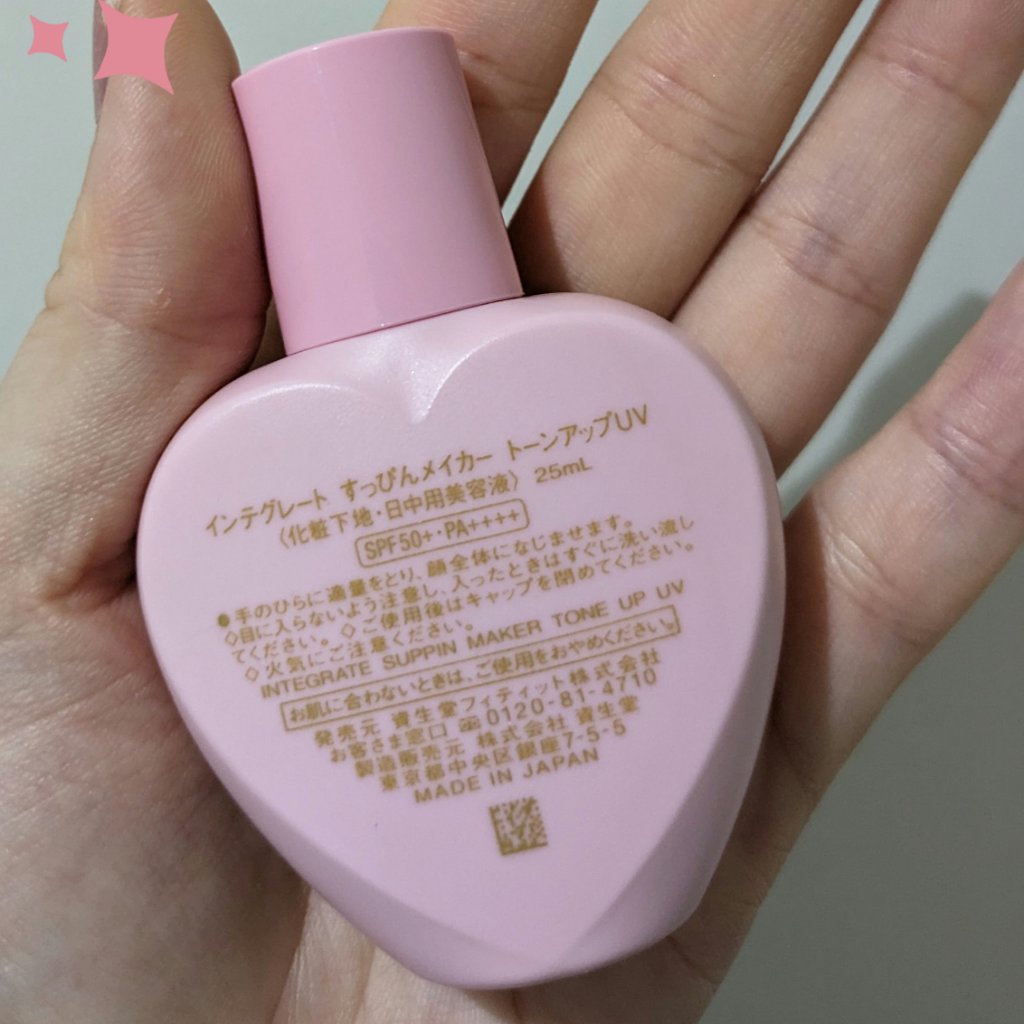 インテグレート すっぴんメイカー トーンアップUV
〈化粧下地・日中用美容液〉 25mL
SPF50+・PA++++
●手のひらに適量をとり、顔全体になじませます。
◇目に入らないよう注意し、入ったときはすぐに洗い流し
てください。◇ご使用後はキャップを閉めてください。
◇火気にご注意ください。
INTEGRATE SUPPIN MAKER TONE UP UV
お肌に合わないときは、ご使用をおやめください。
発売元 資生堂フィティット株式会社
お客さま窓口 0120-81-4710
製造販売元 株式会社 資生堂
東京都中央区銀座7-5-5
MADE IN JAPAN